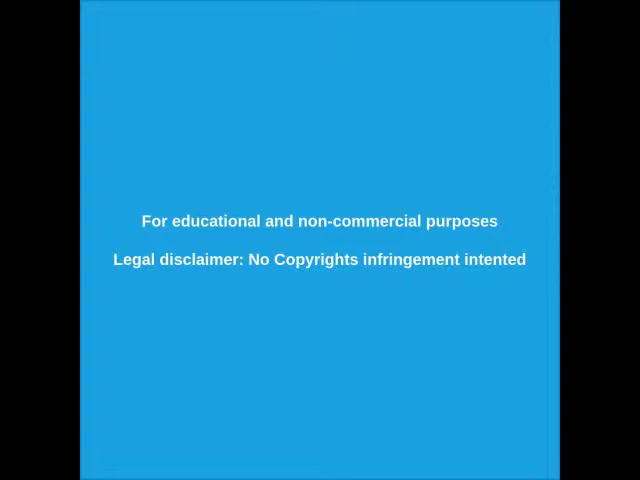 For educational and non-commercial purposes
Legal disclaimer: No Copyrights infringement intented